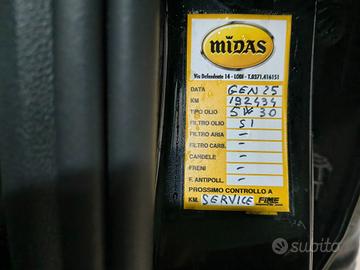 MIDAS
Via Defendente 14 - LODI - T.0371.416151
DATA GEN 25
KM 192434
TIPO OLIO 5W30
FILTRO OLIO SI
FILTRO ARIA -
FILTRO CARB. -
CANDELE -
FRENI -
F. ANTIPOLL. -
PROSSIMO CONTROLLO A
KM. SERVICE FIME
subito